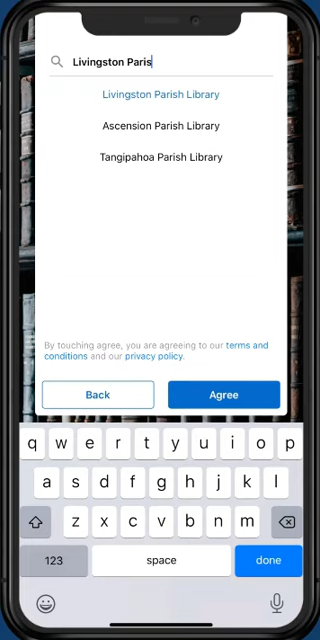 Livingston Paris
Livingston Parish Library
Ascension Parish Library
Tangipahoa Parish Library
By touching agree, you are agreeing to our terms and
conditions and our privacy policy.
Back
Agree
q w e r t y u i o p
a s d f g h j k l
z x c v b n m
123
space
done